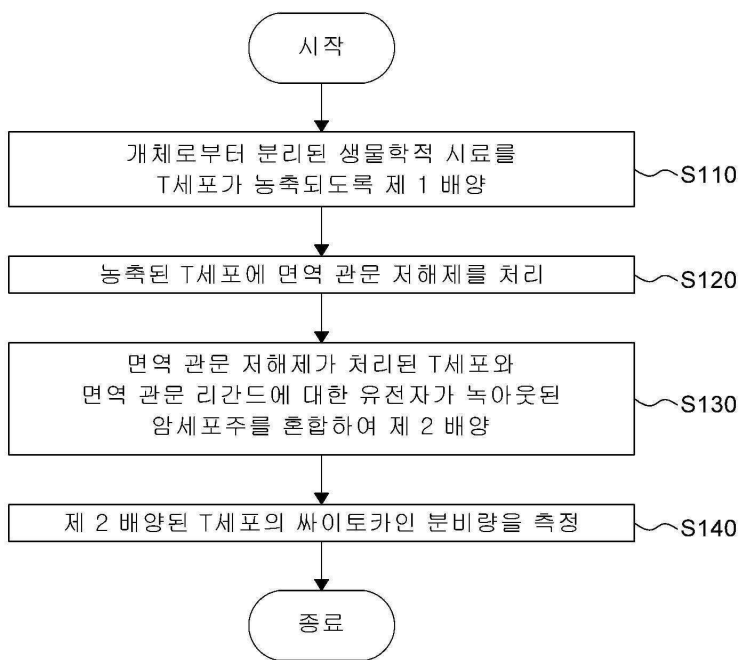 시작
개체로부터 분리된 생물학적 시료를
T세포가 농축되도록 제 1 배양
S110
농축된 T세포에 면역 관문 저해제를 처리
S120
면역 관문 저해제가 처리된 T세포와
면역 관문 리간드에 대한 유전자가 녹아웃된
암세포주를 혼합하여 제 2 배양
S130
제 2 배양된 T세포의 싸이토카인 분비량을 측정
S140
종료